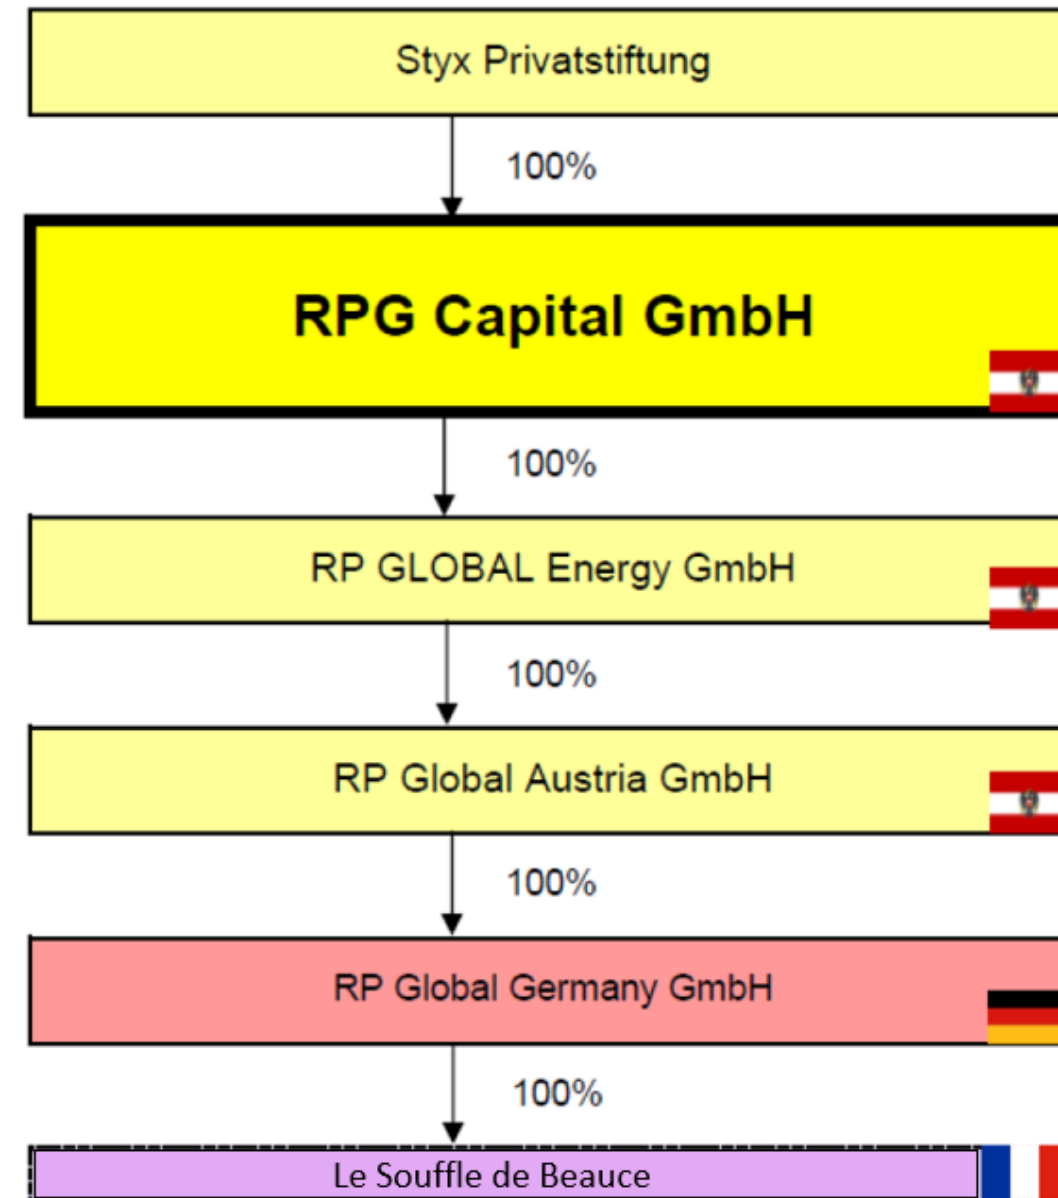 Styx Privatstiftung
100%
RPG Capital GmbH
100%
RP GLOBAL Energy GmbH
100%
RP Global Austria GmbH
100%
RP Global Germany GmbH
100%
Le Souffle de Beauce